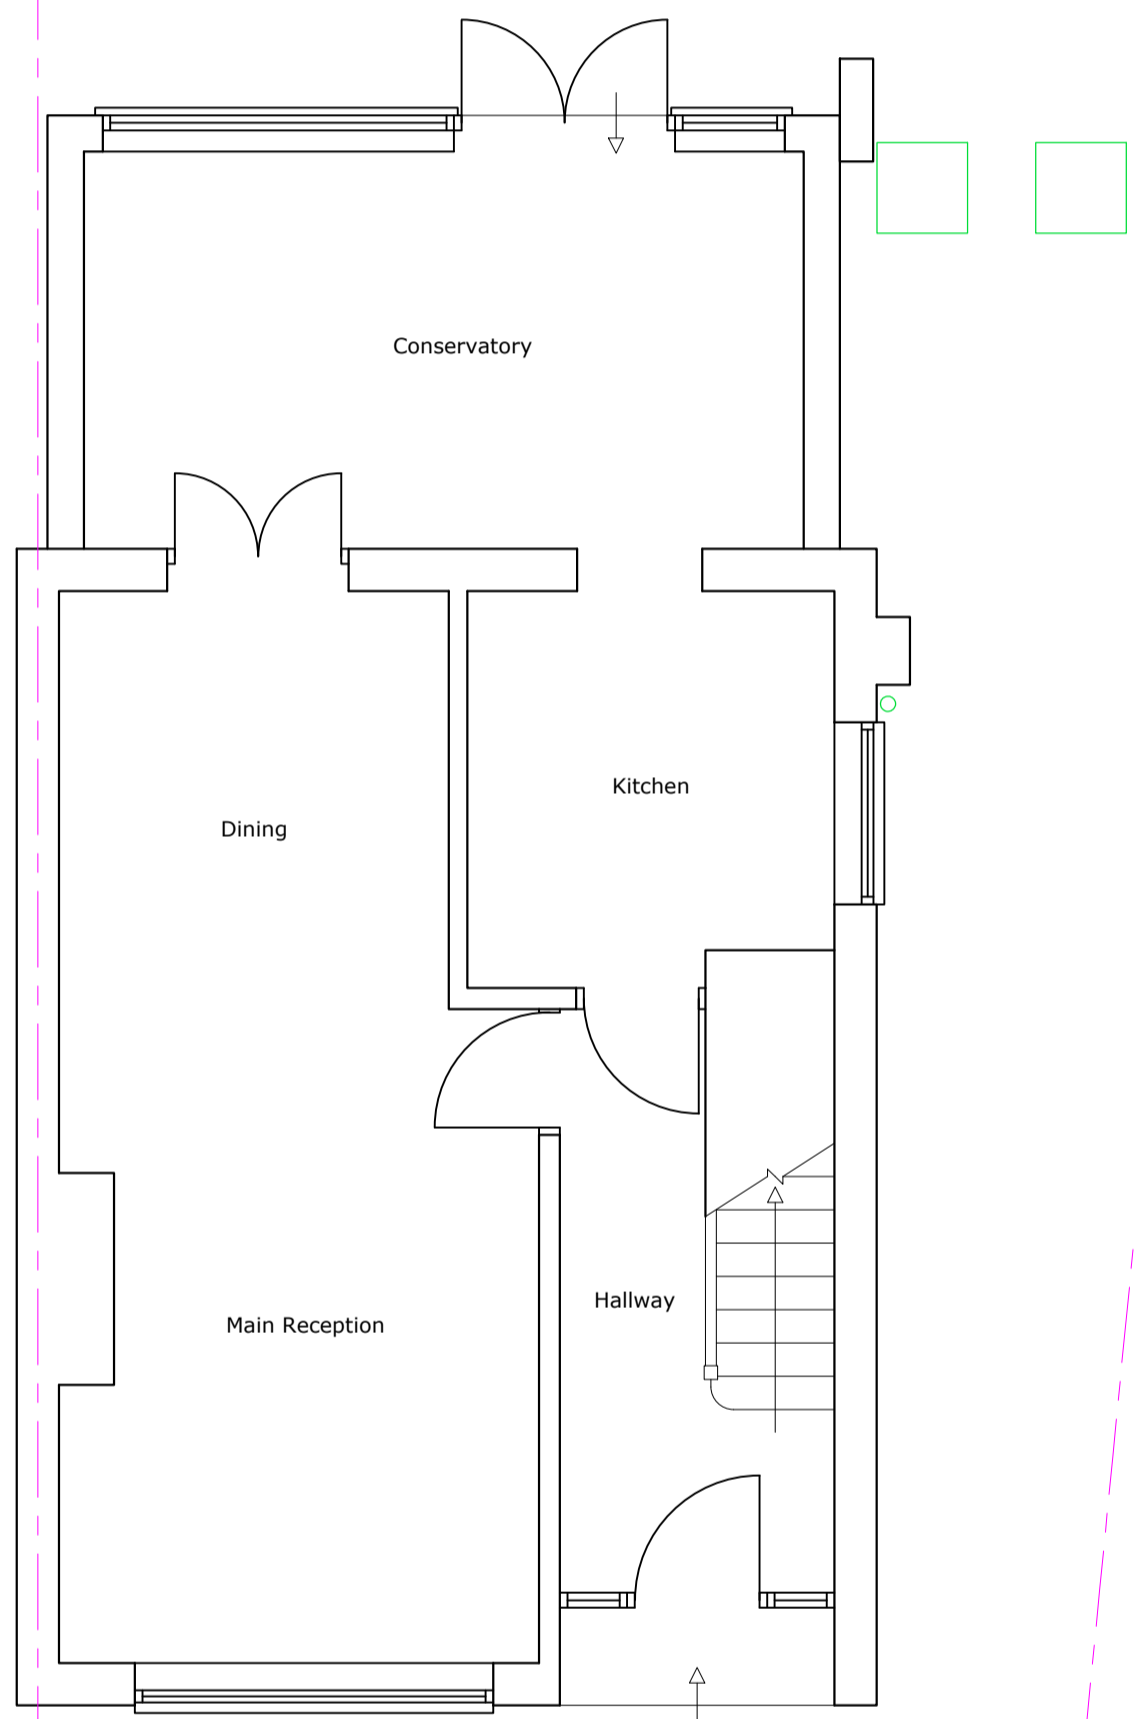 Conservatory
Kitchen
Dining
Hallway
Main Reception